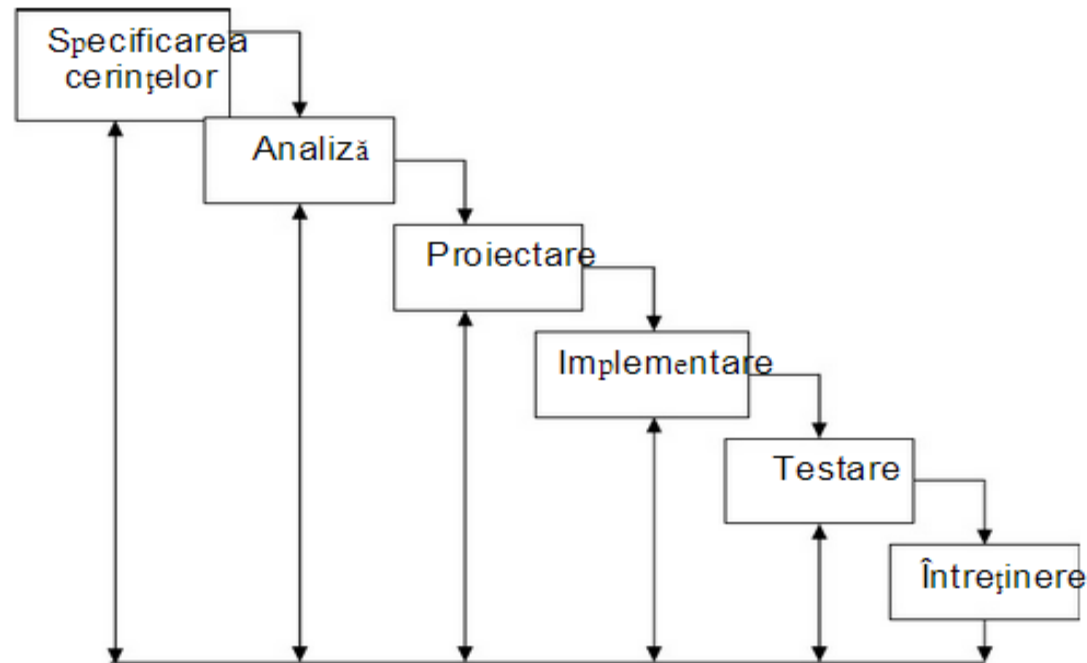 Specificarea
cerinţelor
Analiză
Proiectare
Implementare
Testare
Întreţinere